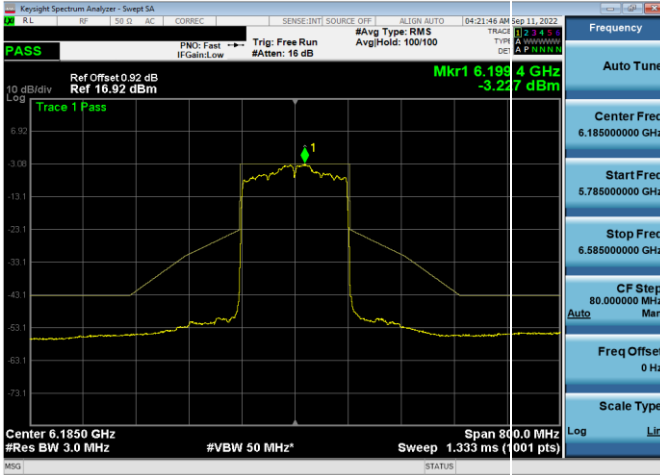 Keysight Spectrum Analyzer - Swept SA
RL RF 50 Ω AC CORREC SENSE:INT SOURCE OFF ALIGN AUTO 04:21:46 AM Sep 11, 2022
#Avg Type: RMS
Avg|Hold: 100/100
TRACE 1 2 3 4 5 6
TYPE A WWWWW
DET A P N N N N
PASS
PNO: Fast
IFGain:Low
Trig: Free Run
#Atten: 16 dB
Frequency
Mkr1 6.199 4 GHz
-3.227 dBm
Ref Offset 0.92 dB
10 dB/div Ref 16.92 dBm
Log
Trace 1 Pass
1
6.92
-3.08
-13.1
-23.1
-33.1
-43.1
-53.1
-63.1
-73.1
Center 6.1850 GHz
Span 800.0 MHz
#Res BW 3.0 MHz
#VBW 50 MHz*
Sweep 1.333 ms (1001 pts)
Auto Tune
Center Freq
6.185000000 GHz
Start Freq
5.785000000 GHz
Stop Freq
6.585000000 GHz
CF Step
80.000000 MHz
Auto Man
Freq Offset
0 Hz
Scale Type
Log Lin
MSG
STATUS